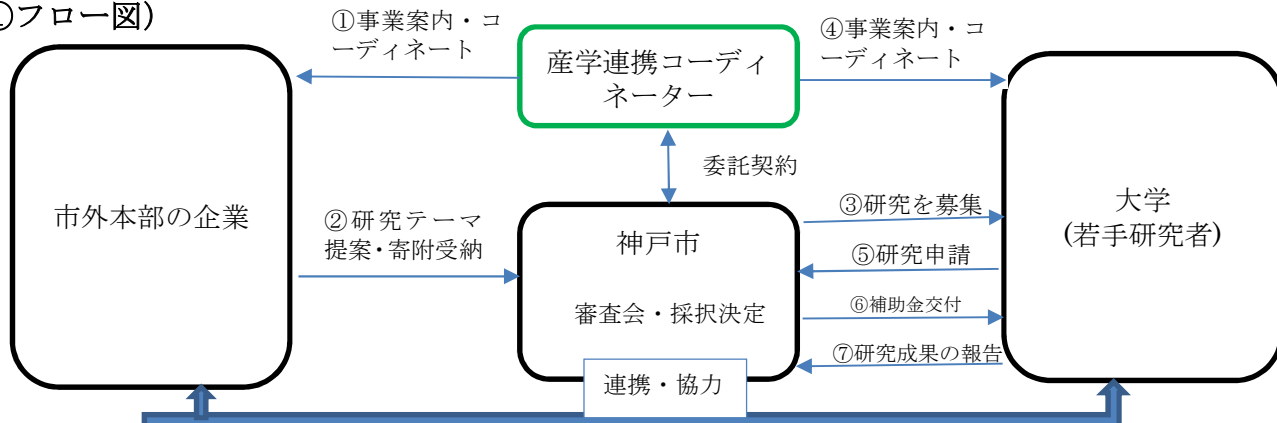 ①フロー図)
①事業案内・コ
ーディネート
産学連携コーディ
ネーター
④事業案内・コ
ーディネート
委託契約
市外本部の企業
②研究テーマ
提案・寄附受納
神戸市
審査会・採択決定
③研究を募集
⑤研究申請
⑥補助金交付
⑦研究成果の報告
大学
(若手研究者)
連携・協力